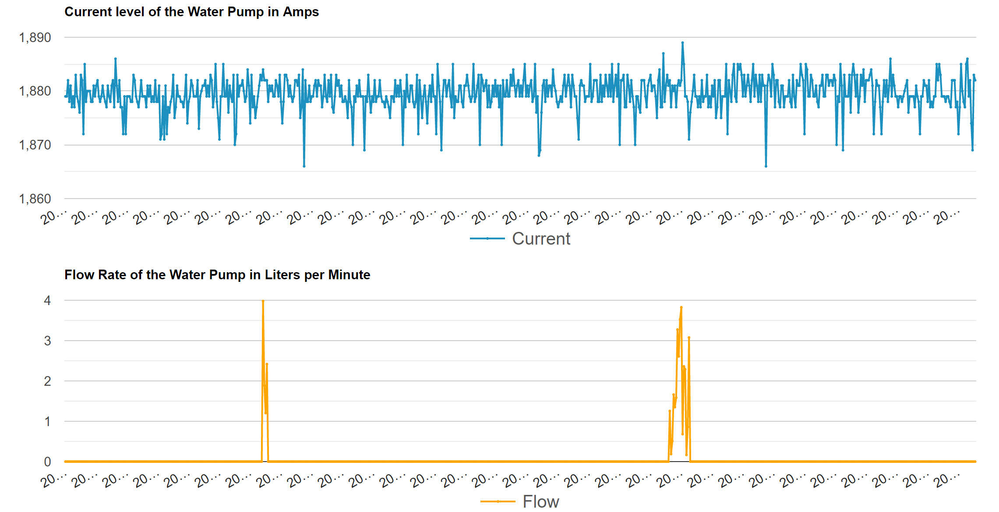 Current level of the Water Pump in Amps
1,890
1,880
1,870
1,860
20… 20… 20… 20… 20… 20… 20… 20… 20… 20… 20… 20… 20… 20… 20… 20… 20… 20… 20… 20… 20… 20… 20… 20… 20… 20… 20… 20… 20… 20…
Current
Flow Rate of the Water Pump in Liters per Minute
4
3
2
1
0
20… 20… 20… 20… 20… 20… 20… 20… 20… 20… 20… 20… 20… 20… 20… 20… 20… 20… 20… 20… 20… 20… 20… 20… 20… 20… 20… 20… 20… 20…
Flow